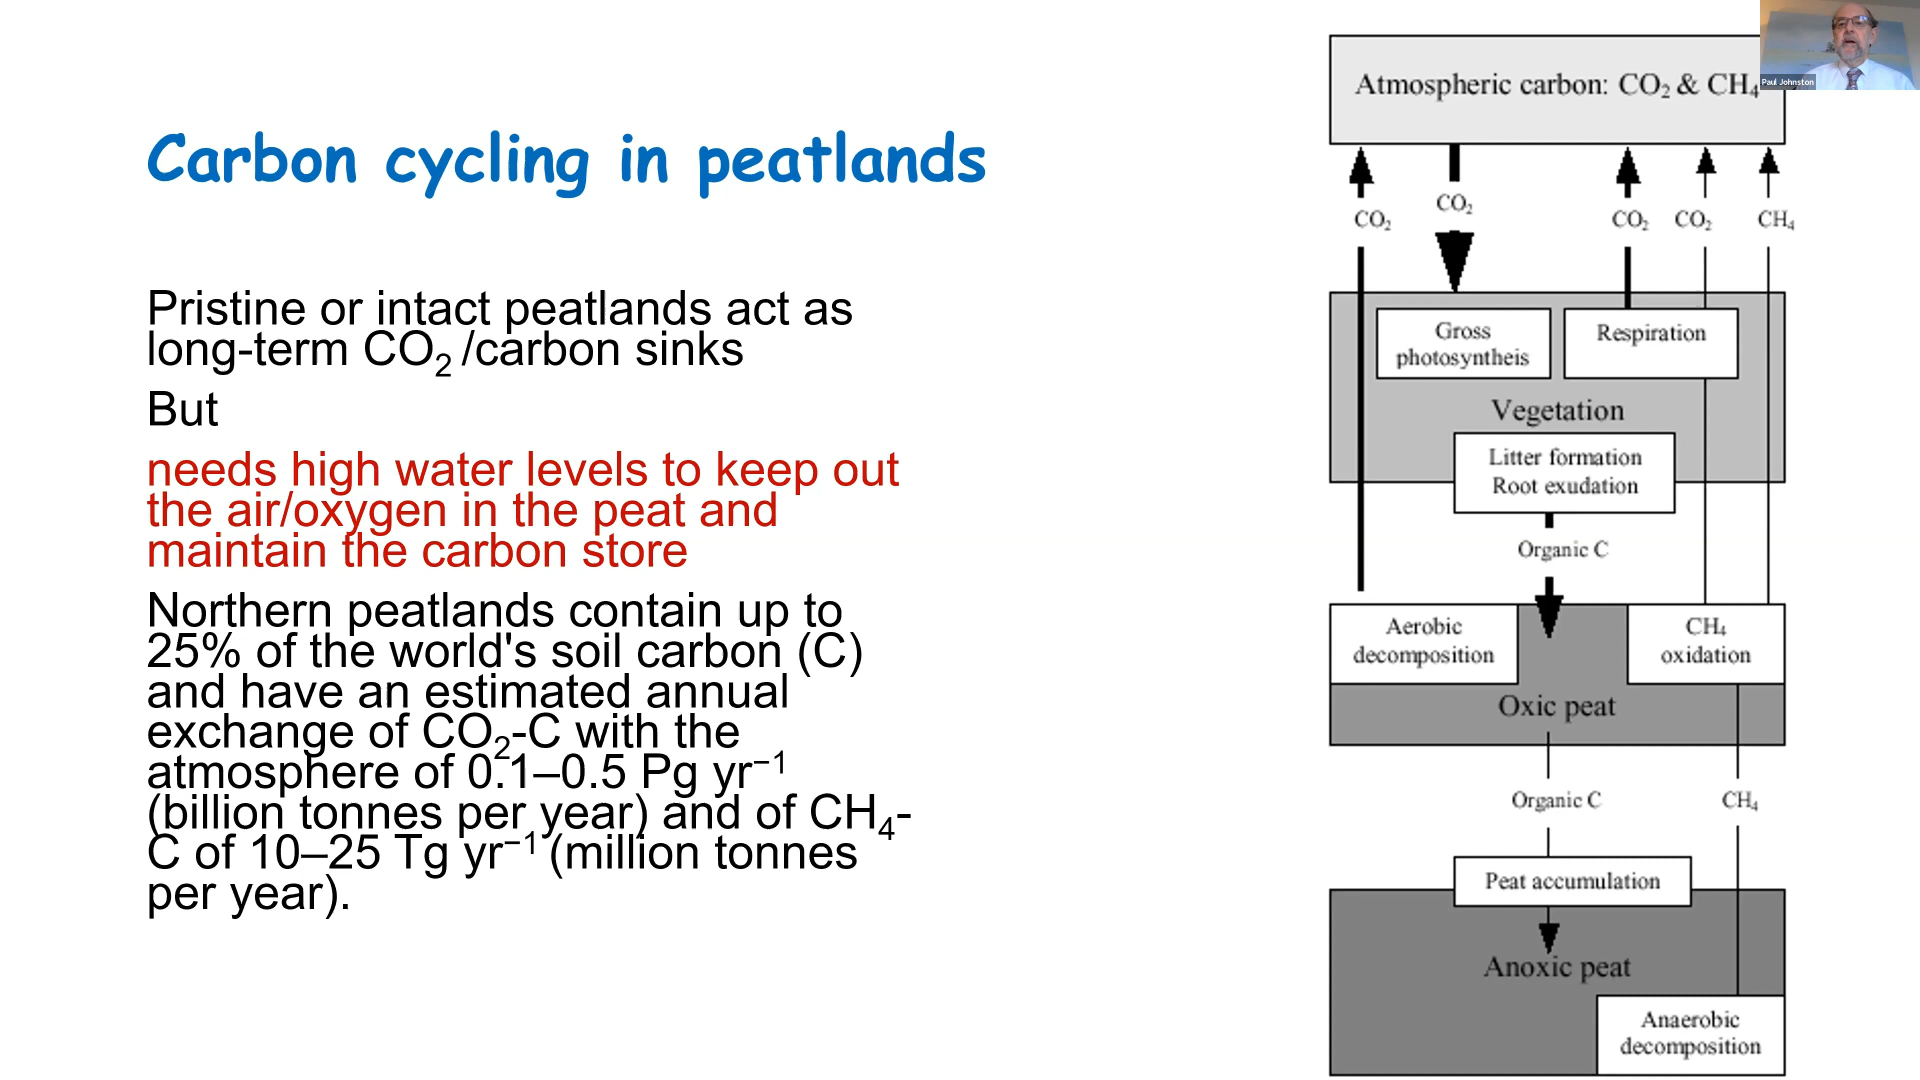 Carbon cycling in peatlands
Pristine or intact peatlands act as
long-term CO₂ /carbon sinks
But
needs high water levels to keep out
the air/oxygen in the peat and
maintain the carbon store
Northern peatlands contain up to
25% of the world's soil carbon (C)
and have an estimated annual
exchange of CO₂-C with the
atmosphere of 0.1–0.5 Pg yr⁻¹
(billion tonnes per year) and of CH₄-
C of 10–25 Tg yr⁻¹ (million tonnes
per year).
Atmospheric carbon: CO₂ & CH₄
Paul Johnston
CO₂
CO₂
CO₂
CO₂
CH₄
Gross
photosyntheis
Respiration
Vegetation
Litter formation
Root exudation
Organic C
Aerobic
decomposition
CH₄
oxidation
Oxic peat
Organic C
CH₄
Peat accumulation
Anoxic peat
Anaerobic
decomposition